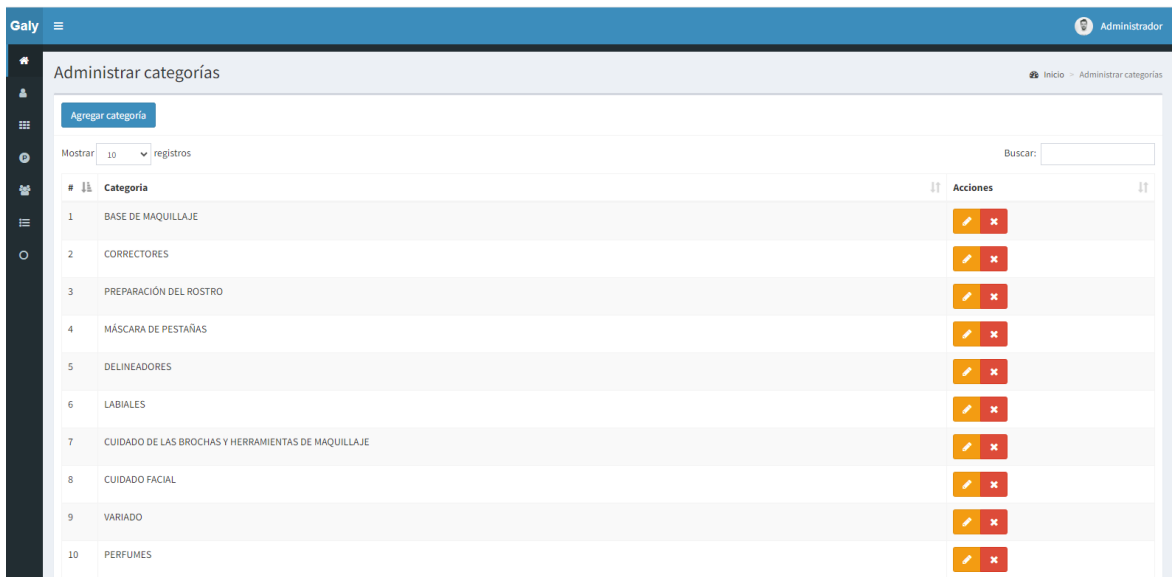 Galy Administrador
Administrar categorías Inicio > Administrar categorías
Agregar categoría
Mostrar 10 registros Buscar:
# Categoria Acciones
1 BASE DE MAQUILLAJE
2 CORRECTORES
P
3 PREPARACIÓN DEL ROSTRO
4 MÁSCARA DE PESTAÑAS
5 DELINEADORES
6 LABIALES
7 CUIDADO DE LAS BROCHAS Y HERRAMIENTAS DE MAQUILLAJE
8 CUIDADO FACIAL
9 VARIADO
10 PERFUMES